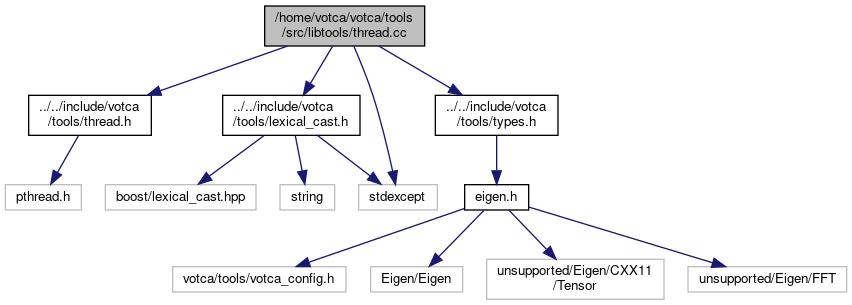 /home/votca/votca/tools
/src/libtools/thread.cc
../../include/votca
/tools/thread.h
../../include/votca
/tools/lexical_cast.h
../../include/votca
/tools/types.h
pthread.h
boost/lexical_cast.hpp
string
stdexcept
eigen.h
votca/tools/votca_config.h
Eigen/Eigen
unsupported/Eigen/CXX11
/Tensor
unsupported/Eigen/FFT